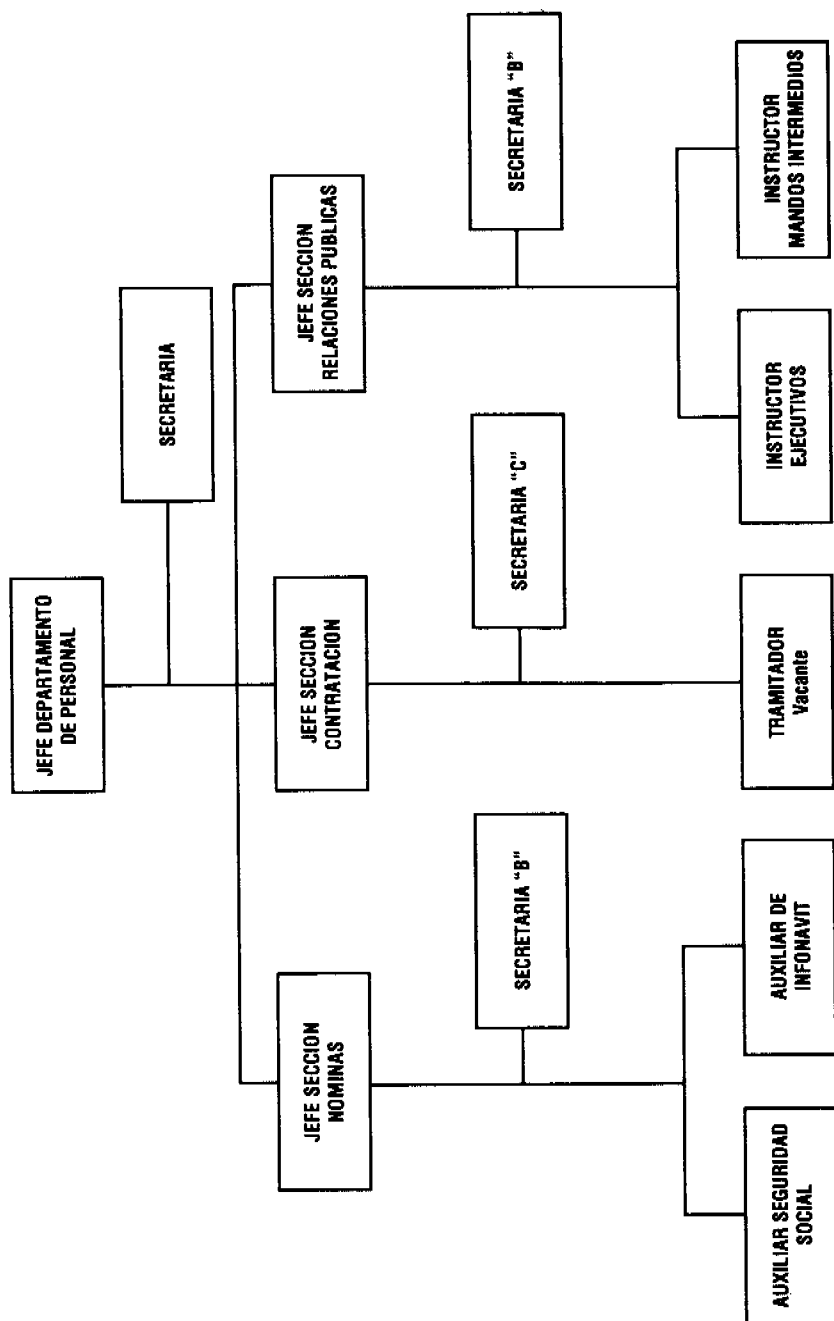 JEFE DEPARTAMENTO
DE PERSONAL
SECRETARIA
JEFE SECCION
NOMINAS
JEFE SECCION
CONTRATACION
JEFE SECCION
RELACIONES PUBLICAS
SECRETARIA "B"
SECRETARIA "C"
SECRETARIA "B"
AUXILIAR SEGURIDAD
SOCIAL
AUXILIAR DE
INFONAVIT
TRAMITADOR
Vacante
INSTRUCTOR
EJECUTIVOS
INSTRUCTOR
MANDOS INTERMEDIOS